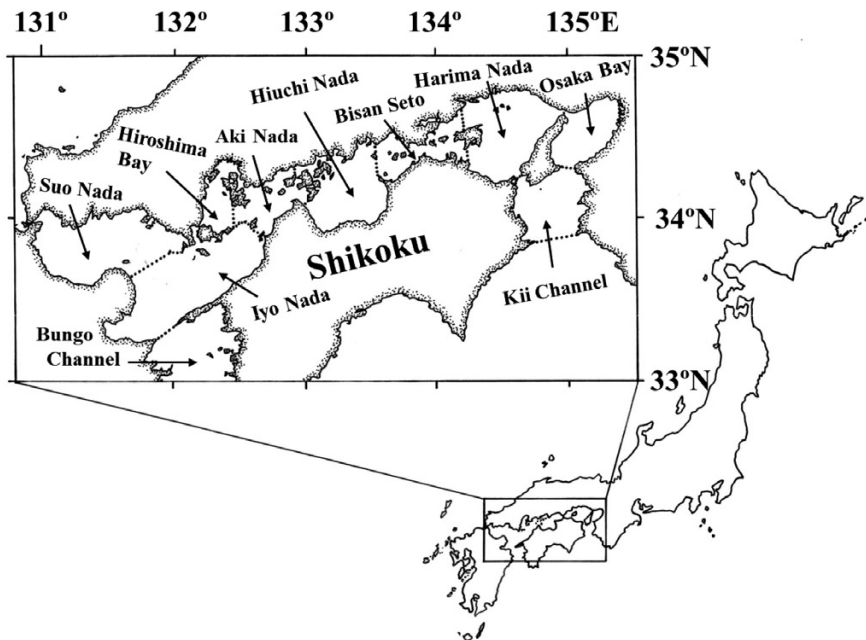 131º 132º 133º 134º 135ºE
35ºN
Osaka Bay
Harima Nada
Hiuchi Nada
Bisan Seto
Hiroshima
Bay
Aki Nada
Suo Nada
34ºN
Shikoku
Kii Channel
Iyo Nada
Bungo
Channel
33ºN